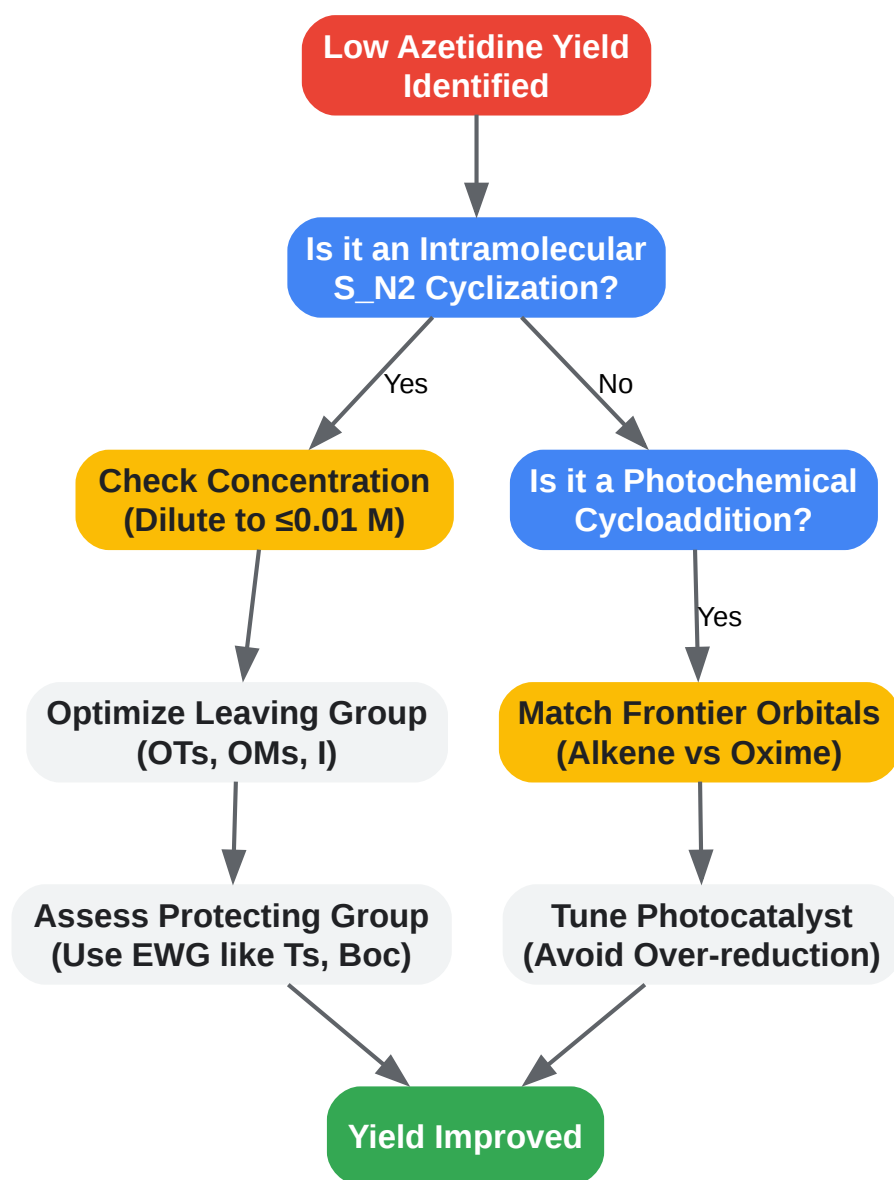 Low Azetidine Yield
Identified
Is it an Intramolecular
S_N2 Cyclization?
Yes
No
Check Concentration
(Dilute to ≤0.01 M)
Is it a Photochemical
Cycloaddition?
Yes
Optimize Leaving Group
(OTs, OMs, I)
Match Frontier Orbitals
(Alkene vs Oxime)
Assess Protecting Group
(Use EWG like Ts, Boc)
Tune Photocatalyst
(Avoid Over-reduction)
Yield Improved